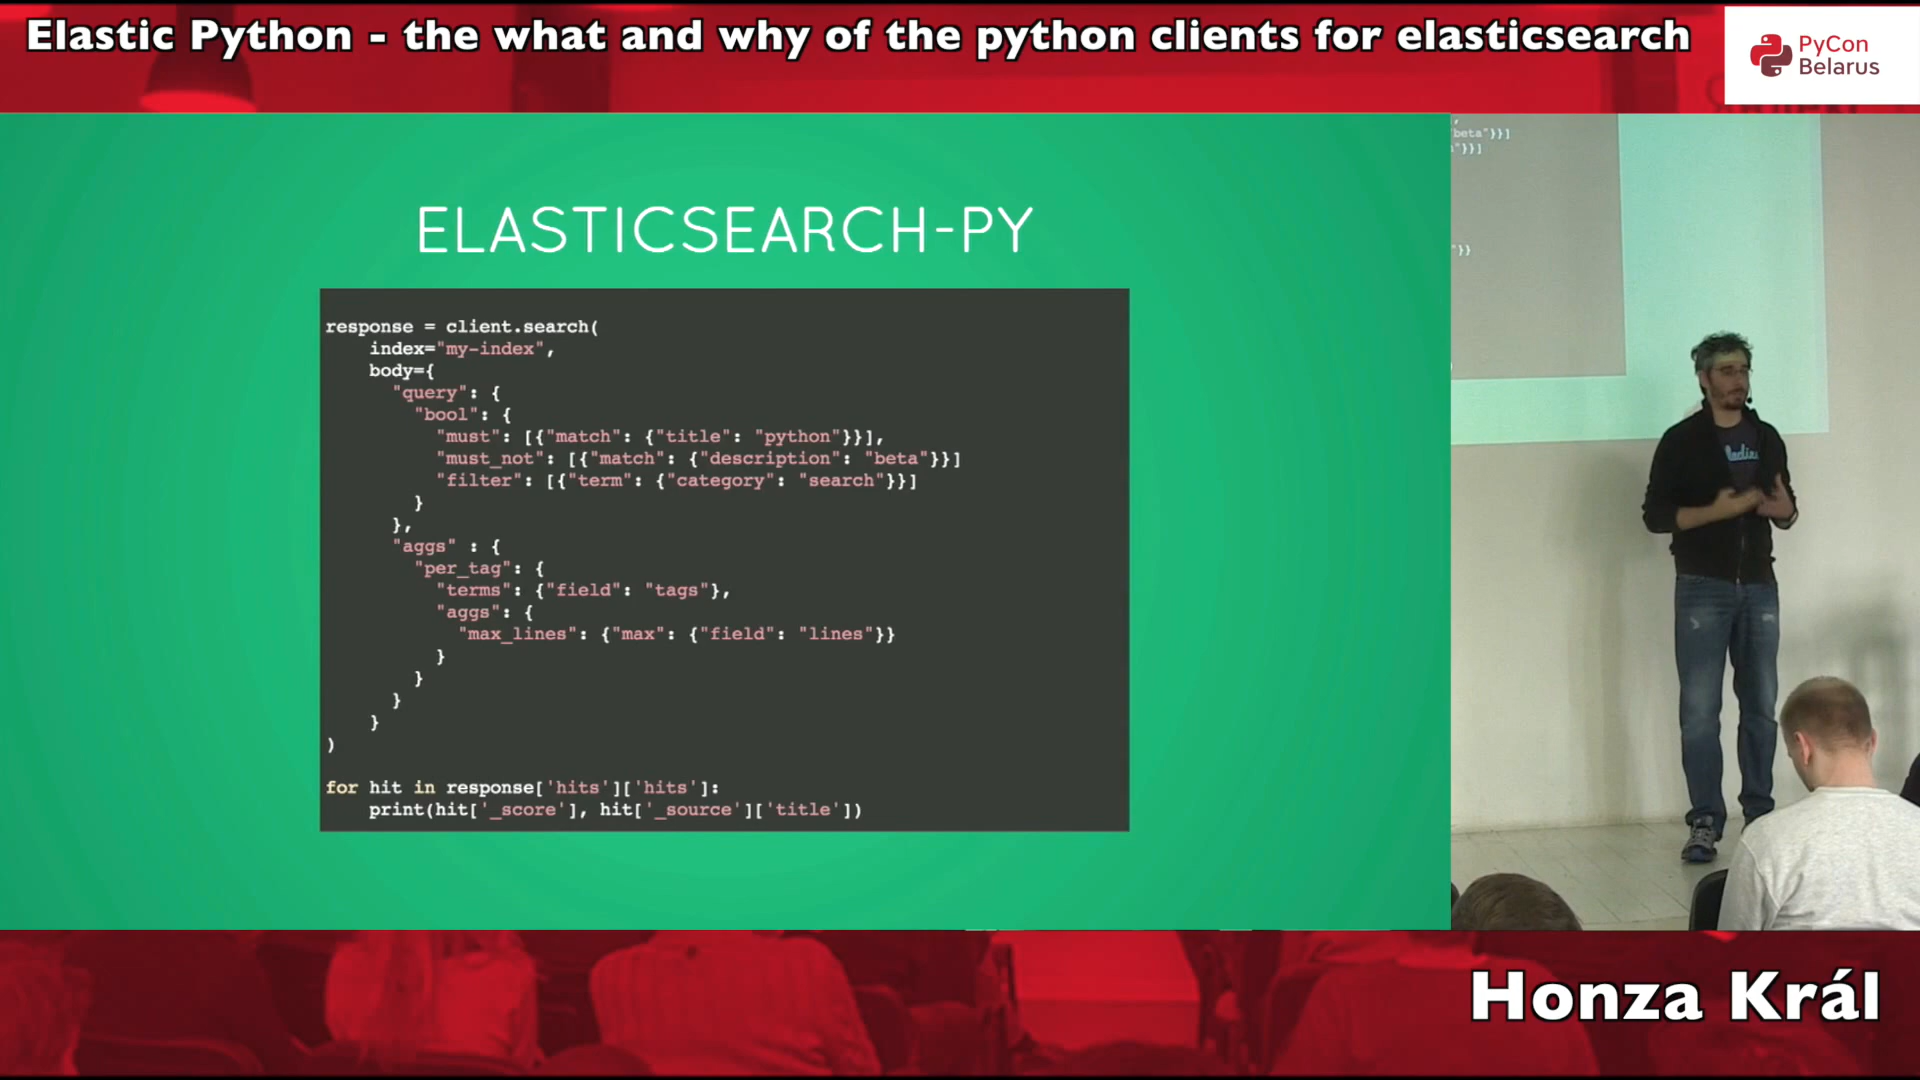 Elastic Python - the what and why of the python clients for elasticsearch
PyCon
Belarus
ELASTICSEARCH-PY
response = client.search(
    index="my-index",
    body={
      "query": {
        "bool": {
          "must": [{"match": {"title": "python"}}],
          "must_not": [{"match": {"description": "beta"}}]
          "filter": [{"term": {"category": "search"}}]
        }
      },
      "aggs" : {
        "per_tag": {
          "terms": {"field": "tags"},
          "aggs": {
            "max_lines": {"max": {"field": "lines"}}
          }
        }
      }
    }
)
for hit in response['hits']['hits']:
    print(hit['_score'], hit['_source']['title'])
beta"}}]
"}}]
"}}
Honza Král